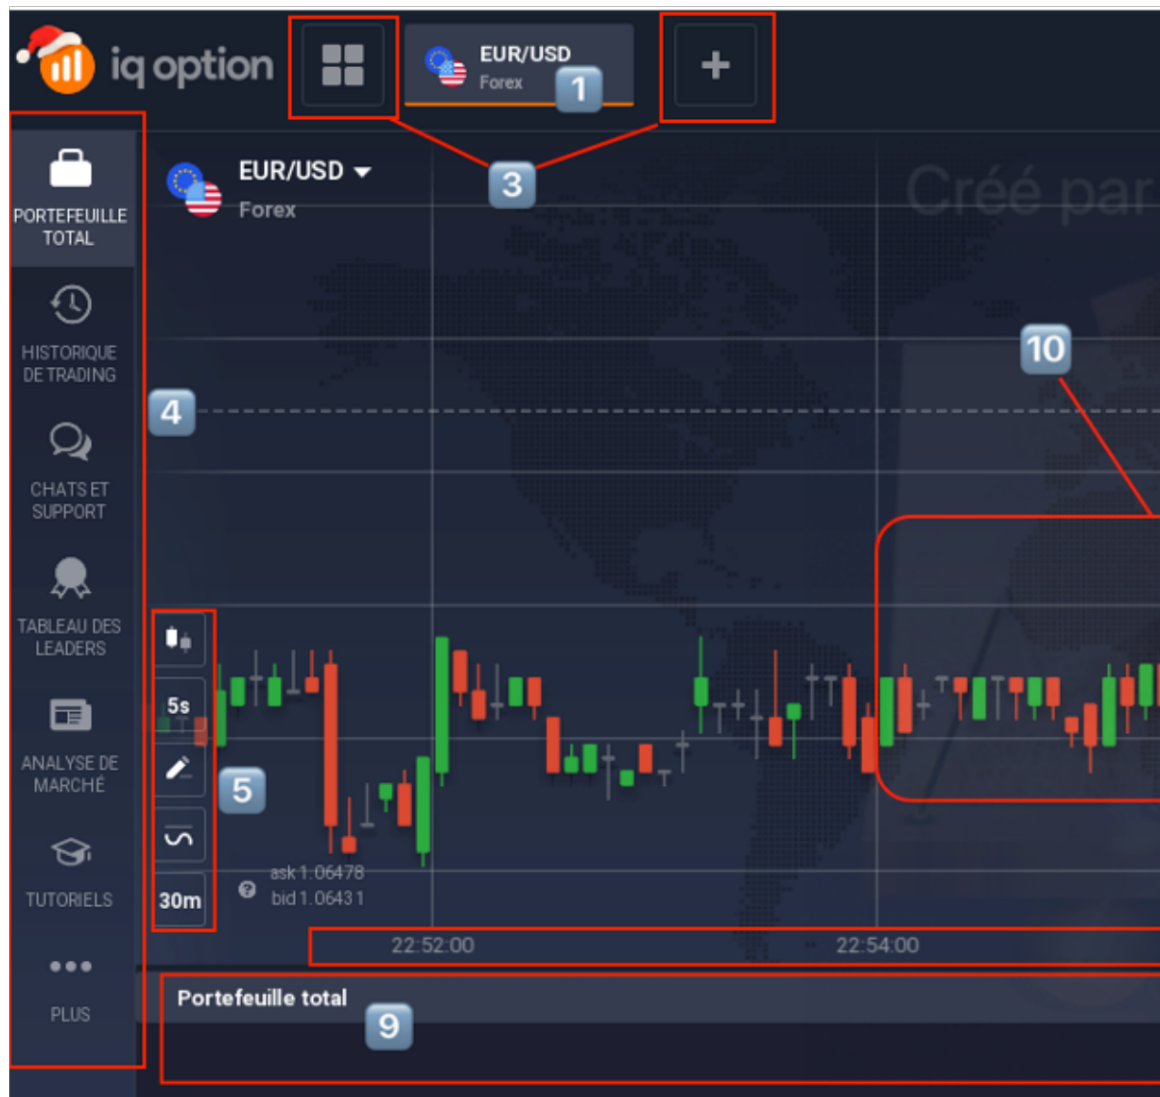 iq option
EUR/USD
Forex
1
+
3
EUR/USD
Forex
Créé par
PORTEFEUILLE
TOTAL
HISTORIQUE
DE TRADING
10
4
CHATS ET
SUPPORT
TABLEAU DES
LEADERS
5s
ANALYSE DE
MARCHÉ
5
TUTORIELS
30m
ask 1.06478
bid 1.06431
22:52:00
22:54:00
PLUS
Portefeuille total
9